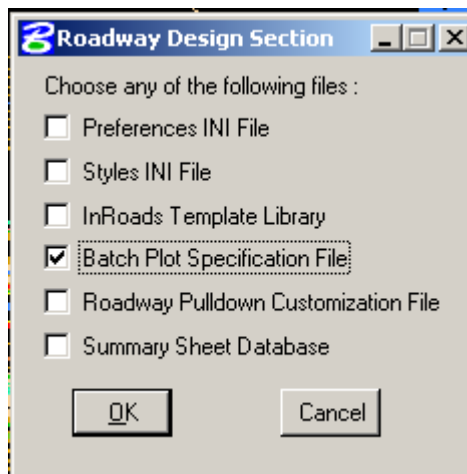 Roadway Design Section
Choose any of the following files :
Preferences INI File
Styles INI File
InRoads Template Library
Batch Plot Specification File
Roadway Pulldown Customization File
Summary Sheet Database
OK Cancel